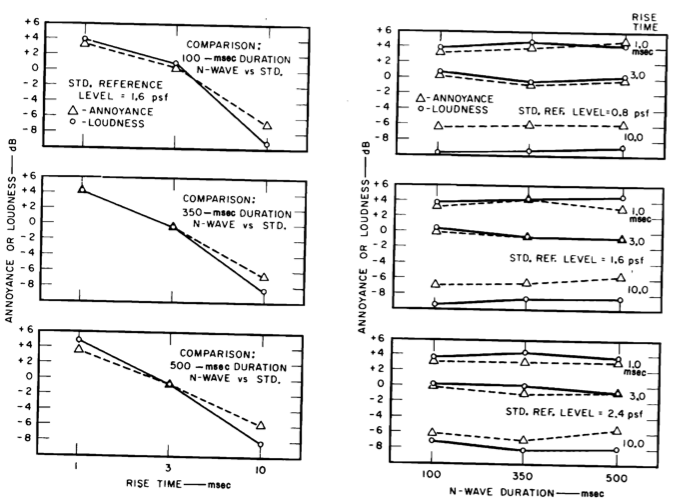 ANNOYANCE OR LOUDNESS — dB
+6
+4
+2
0
-2
-4
-6
-8
COMPARISON:
100-msec DURATION
N-WAVE vs STD.
STD. REFERENCE
LEVEL = 1,6 psf
△ - ANNOYANCE
○ - LOUDNESS
+6
+4
+2
0
-2
-4
-6
-8
COMPARISON:
350-msec DURATION
N-WAVE vs STD.
+6
+4
+2
0
-2
-4
-6
-8
COMPARISON:
500-msec DURATION
N-WAVE vs STD.
1
3
10
RISE TIME — msec
ANNOYANCE OR LOUDNESS — dB
RISE
TIME
+6
+4
+2
0
-2
-4
-6
-8
1,0
msec
3.0
△ - ANNOYANCE
○ - LOUDNESS
STD. REF. LEVEL=0.8 psf
10.0
+6
+4
+2
0
-2
-4
-6
-8
1.0
msec
3.0
STD. REF. LEVEL = 1,6 psf
10.0
+6
+4
+2
0
-2
-4
-6
-8
1.0
msec
3.0
STD. REF. LEVEL = 2,4 psf
10.0
100
350
500
N-WAVE DURATION — msec